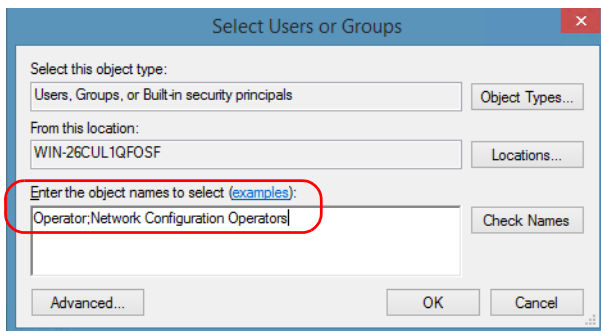 Select Users or Groups
Select this object type:
Users, Groups, or Built-in security principals
Object Types...
From this location:
WIN-26CUL1QFOSF
Locations...
Enter the object names to select (examples):
Operator;Network Configuration Operators
Check Names
Advanced...
OK
Cancel